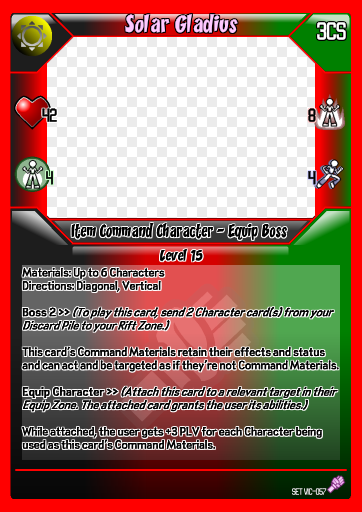 Solar Gladius
3CS
42
8
4
4
Item Command Character - Equip Boss
Level 15
Materials: Up to 6 Characters
Directions: Diagonal, Vertical
Boss 2 >> (To play this card, send 2 Character card(s) from your
Discard Pile to your Rift Zone.)
This card's Command Materials retain their effects and status
and can act and be targeted as if they're not Command Materials.
Equip Character >> (Attach this card to a relevant target in their
Equip Zone. The attached card grants the user its abilities.)
While attached, the user gets +3 PLV for each Character being
used as this card's Command Materials.
SET VIC-057